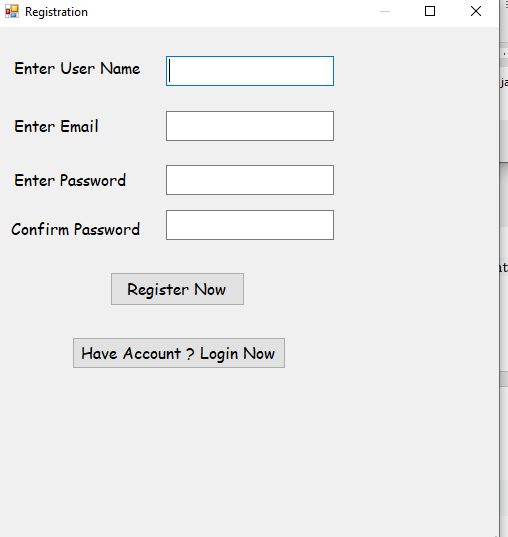 Registration
Enter User Name
Enter Email
Enter Password
Confirm Password
Register Now
Have Account ? Login Now